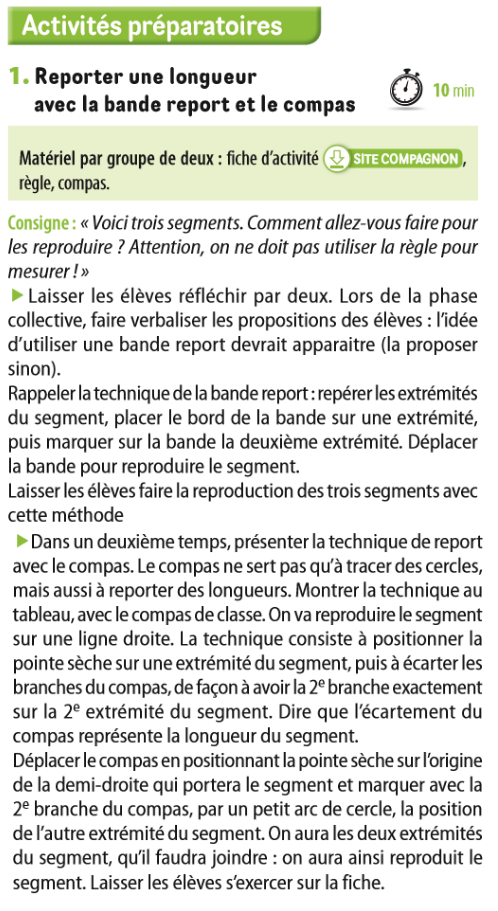 Activités préparatoires
1. Reporter une longueur
avec la bande report et le compas
10 min
Matériel par groupe de deux : fiche d’activité SITE COMPAGNON,
règle, compas.
Consigne : « Voici trois segments. Comment allez-vous faire pour
les reproduire ? Attention, on ne doit pas utiliser la règle pour
mesurer ! »
▶ Laisser les élèves réfléchir par deux. Lors de la phase
collective, faire verbaliser les propositions des élèves : l’idée
d’utiliser une bande report devrait apparaitre (la proposer
sinon).
Rappeler la technique de la bande report : repérer les extrémités
du segment, placer le bord de la bande sur une extrémité,
puis marquer sur la bande la deuxième extrémité. Déplacer
la bande pour reproduire le segment.
Laisser les élèves faire la reproduction des trois segments avec
cette méthode
▶ Dans un deuxième temps, présenter la technique de report
avec le compas. Le compas ne sert pas qu’à tracer des cercles,
mais aussi à reporter des longueurs. Montrer la technique au
tableau, avec le compas de classe. On va reproduire le segment
sur une ligne droite. La technique consiste à positionner la
pointe sèche sur une extrémité du segment, puis à écarter les
branches du compas, de façon à avoir la 2e branche exactement
sur la 2e extrémité du segment. Dire que l’écartement du
compas représente la longueur du segment.
Déplacer le compas en positionnant la pointe sèche sur l’origine
de la demi-droite qui portera le segment et marquer avec la
2e branche du compas, par un petit arc de cercle, la position
de l’autre extrémité du segment. On aura les deux extrémités
du segment, qu’il faudra joindre : on aura ainsi reproduit le
segment. Laisser les élèves s’exercer sur la fiche.